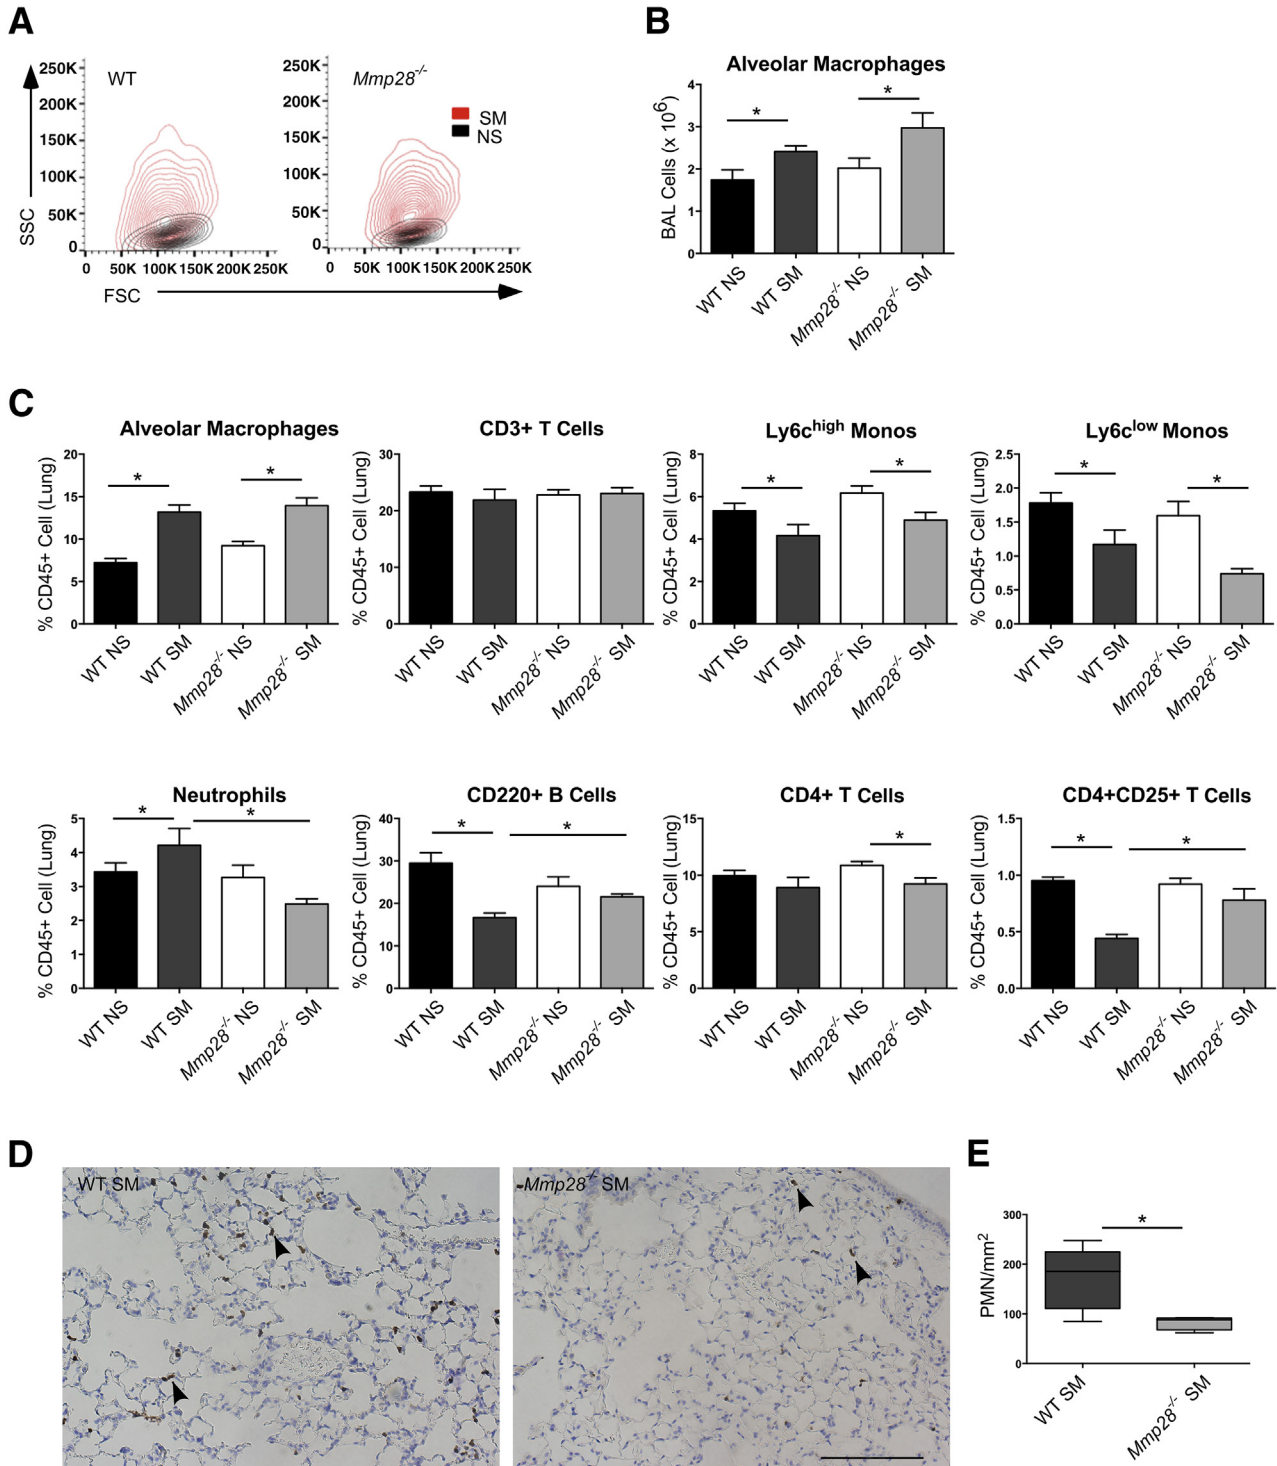 A
SSC
250K
200K
150K
100K
50K
0
WT
0 50K 100K 150K 200K 250K
250K
200K
150K
100K
50K
0
Mmp28-/-
SM
NS
0 50K 100K 150K 200K 250K
FSC
B
Alveolar Macrophages
BAL Cells (x 10^6)
4
3
2
1
0
* *
WT NS WT SM Mmp28-/- NS Mmp28-/- SM
C
Alveolar Macrophages
% CD45+ Cell (Lung)
20
15
10
5
0
* *
WT NS WT SM Mmp28-/- NS Mmp28-/- SM
CD3+ T Cells
% CD45+ Cell (Lung)
30
20
10
0
WT NS WT SM Mmp28-/- NS Mmp28-/- SM
Ly6c^high Monos
% CD45+ Cell (Lung)
8
6
4
2
0
* *
WT NS WT SM Mmp28-/- NS Mmp28-/- SM
Ly6c^low Monos
% CD45+ Cell (Lung)
2.5
2.0
1.5
1.0
0.5
0.0
* *
WT NS WT SM Mmp28-/- NS Mmp28-/- SM
Neutrophils
% CD45+ Cell (Lung)
5
4
3
2
1
0
* *
WT NS WT SM Mmp28-/- NS Mmp28-/- SM
CD220+ B Cells
% CD45+ Cell (Lung)
40
30
20
10
0
* *
WT NS WT SM Mmp28-/- NS Mmp28-/- SM
CD4+ T Cells
% CD45+ Cell (Lung)
15
10
5
0
*
WT NS WT SM Mmp28-/- NS Mmp28-/- SM
CD4+CD25+ T Cells
% CD45+ Cell (Lung)
1.5
1.0
0.5
0.0
* *
WT NS WT SM Mmp28-/- NS Mmp28-/- SM
D
WT SM
Mmp28-/- SM
E
PMN/mm2
300
200
100
0
*
WT SM Mmp28-/- SM